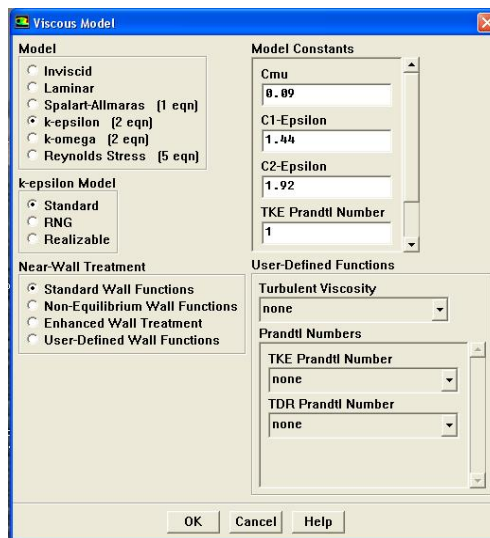 Viscous Model
Model
Inviscid
Laminar
Spalart-Allmaras (1 eqn)
k-epsilon (2 eqn)
k-omega (2 eqn)
Reynolds Stress (5 eqn)
k-epsilon Model
Standard
RNG
Realizable
Near-Wall Treatment
Standard Wall Functions
Non-Equilibrium Wall Functions
Enhanced Wall Treatment
User-Defined Wall Functions
Model Constants
Cmu
0.09
C1-Epsilon
1.44
C2-Epsilon
1.92
TKE Prandtl Number
1
User-Defined Functions
Turbulent Viscosity
none
Prandtl Numbers
TKE Prandtl Number
none
TDR Prandtl Number
none
OK Cancel Help